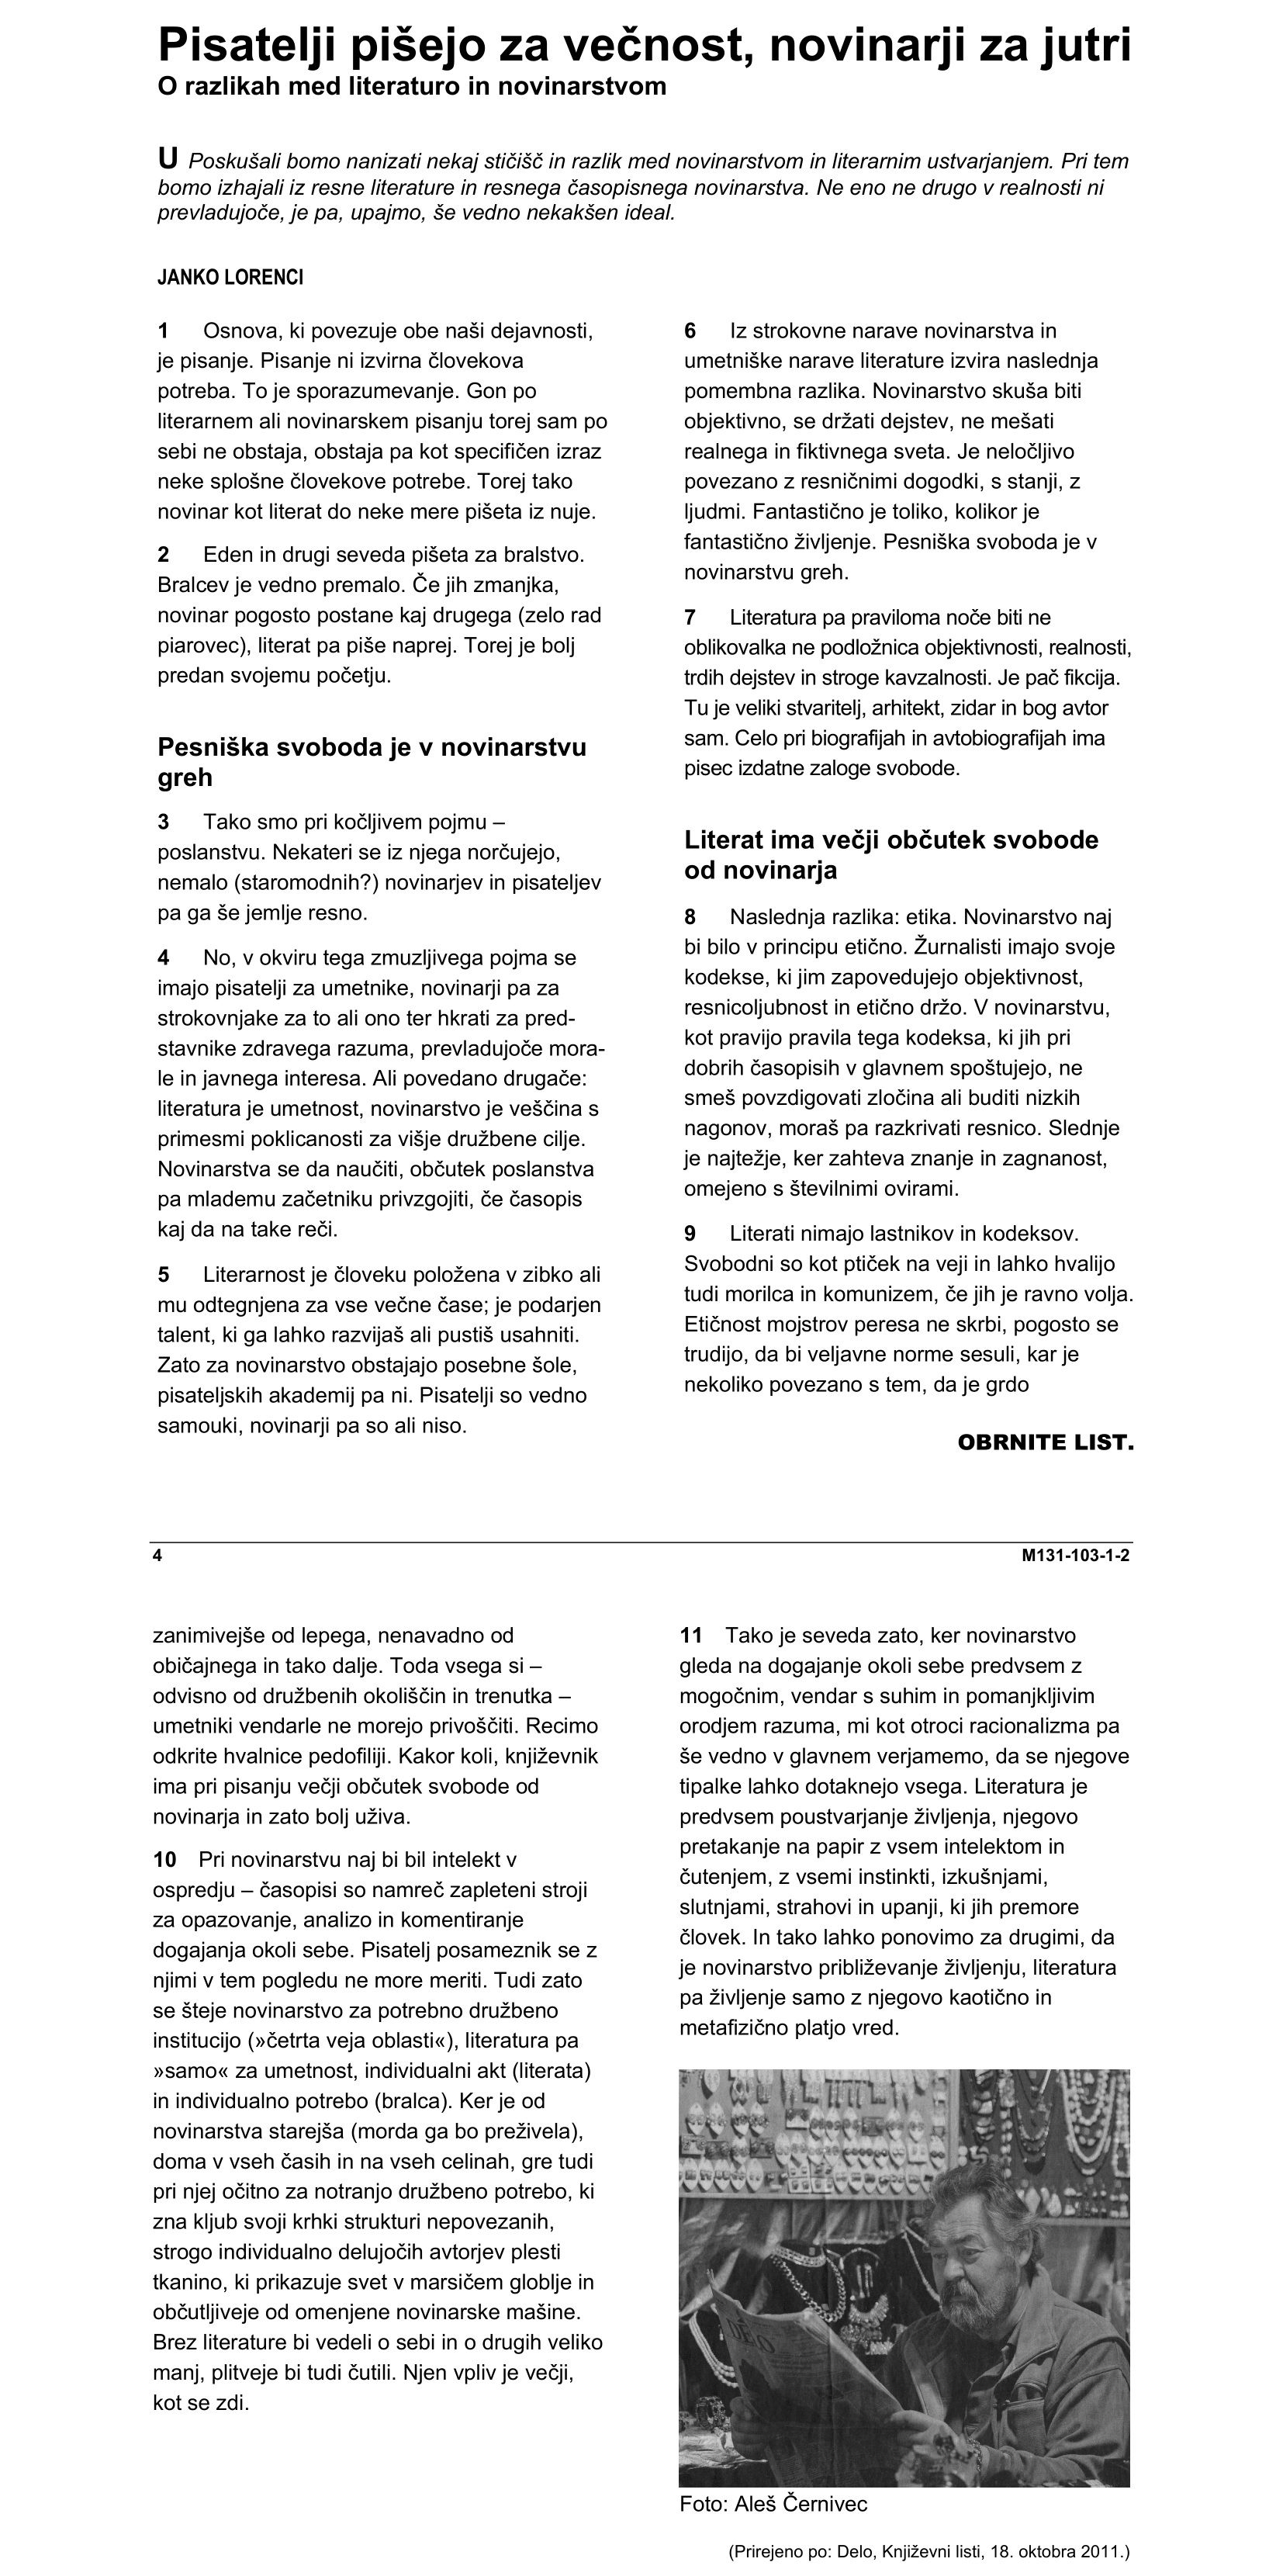 Pisatelji pišejo za večnost, novinarji za jutri
O razlikah med literaturo in novinarstvom
U Poskušali bomo nanizati nekaj stičišč in razlik med novinarstvom in literarnim ustvarjanjem. Pri tem
bomo izhajali iz resne literature in resnega časopisnega novinarstva. Ne eno ne drugo v realnosti ni
prevladujoče, je pa, upajmo, še vedno nekakšen ideal.
JANKO LORENCI
1 Osnova, ki povezuje obe naši dejavnosti,
je pisanje. Pisanje ni izvirna človekova
potreba. To je sporazumevanje. Gon po
literarnem ali novinarskem pisanju torej sam po
sebi ne obstaja, obstaja pa kot specifičen izraz
neke splošne človekove potrebe. Torej tako
novinar kot literat do neke mere pišeta iz nuje.
2 Eden in drugi seveda pišeta za bralstvo.
Bralcev je vedno premalo. Če jih zmanjka,
novinar pogosto postane kaj drugega (zelo rad
piarovec), literat pa piše naprej. Torej je bolj
predan svojemu početju.
Pesniška svoboda je v novinarstvu
greh
3 Tako smo pri kočljivem pojmu –
poslanstvu. Nekateri se iz njega norčujejo,
nemalo (staromodnih?) novinarjev in pisateljev
pa ga še jemlje resno.
4 No, v okviru tega zmuzljivega pojma se
imajo pisatelji za umetnike, novinarji pa za
strokovnjake za to ali ono ter hkrati za pred-
stavnike zdravega razuma, prevladujoče mora-
le in javnega interesa. Ali povedano drugače:
literatura je umetnost, novinarstvo je veščina s
primesmi poklicanosti za višje družbene cilje.
Novinarstva se da naučiti, občutek poslanstva
pa mlademu začetniku privzgojiti, če časopis
kaj da na take reči.
5 Literarnost je človeku položena v zibko ali
mu odtegnjena za vse večne čase; je podarjen
talent, ki ga lahko razvijaš ali pustiš usahniti.
Zato za novinarstvo obstajajo posebne šole,
pisateljskih akademij pa ni. Pisatelji so vedno
samouki, novinarji pa so ali niso.
6 Iz strokovne narave novinarstva in
umetniške narave literature izvira naslednja
pomembna razlika. Novinarstvo skuša biti
objektivno, se držati dejstev, ne mešati
realnega in fiktivnega sveta. Je neločljivo
povezano z resničnimi dogodki, s stanji, z
ljudmi. Fantastično je toliko, kolikor je
fantastično življenje. Pesniška svoboda je v
novinarstvu greh.
7 Literatura pa praviloma noče biti ne
oblikovalka ne podložnica objektivnosti, realnosti,
trdih dejstev in stroge kavzalnosti. Je pač fikcija.
Tu je veliki stvaritelj, arhitekt, zidar in bog avtor
sam. Celo pri biografijah in avtobiografijah ima
pisec izdatne zaloge svobode.
Literat ima večji občutek svobode
od novinarja
8 Naslednja razlika: etika. Novinarstvo naj
bi bilo v principu etično. Žurnalisti imajo svoje
kodekse, ki jim zapovedujejo objektivnost,
resnicoljubnost in etično držo. V novinarstvu,
kot pravijo pravila tega kodeksa, ki jih pri
dobrih časopisih v glavnem spoštujejo, ne
smeš povzdigovati zločina ali buditi nizkih
nagonov, moraš pa razkrivati resnico. Slednje
je najtežje, ker zahteva znanje in zagnanost,
omejeno s številnimi ovirami.
9 Literati nimajo lastnikov in kodeksov.
Svobodni so kot ptiček na veji in lahko hvalijo
tudi morilca in komunizem, če jih je ravno volja.
Etičnost mojstrov peresa ne skrbi, pogosto se
trudijo, da bi veljavne norme sesuli, kar je
nekoliko povezano s tem, da je grdo
OBRNITE LIST.
4 M131-103-1-2
zanimivejše od lepega, nenavadno od
običajnega in tako dalje. Toda vsega si –
odvisno od družbenih okoliščin in trenutka –
umetniki vendarle ne morejo privoščiti. Recimo
odkrite hvalnice pedofiliji. Kakor koli, književnik
ima pri pisanju večji občutek svobode od
novinarja in zato bolj uživa.
10 Pri novinarstvu naj bi bil intelekt v
ospredju – časopisi so namreč zapleteni stroji
za opazovanje, analizo in komentiranje
dogajanja okoli sebe. Pisatelj posameznik se z
njimi v tem pogledu ne more meriti. Tudi zato
se šteje novinarstvo za potrebno družbeno
institucijo (»četrta veja oblasti«), literatura pa
»samo« za umetnost, individualni akt (literata)
in individualno potrebo (bralca). Ker je od
novinarstva starejša (morda ga bo preživela),
doma v vseh časih in na vseh celinah, gre tudi
pri njej očitno za notranjo družbeno potrebo, ki
zna kljub svoji krhki strukturi nepovezanih,
strogo individualno delujočih avtorjev plesti
tkanino, ki prikazuje svet v marsičem globlje in
občutljiveje od omenjene novinarske mašine.
Brez literature bi vedeli o sebi in o drugih veliko
manj, plitveje bi tudi čutili. Njen vpliv je večji,
kot se zdi.
11 Tako je seveda zato, ker novinarstvo
gleda na dogajanje okoli sebe predvsem z
mogočnim, vendar s suhim in pomanjkljivim
orodjem razuma, mi kot otroci racionalizma pa
še vedno v glavnem verjamemo, da se njegove
tipalke lahko dotaknejo vsega. Literatura je
predvsem poustvarjanje življenja, njegovo
pretakanje na papir z vsem intelektom in
čutenjem, z vsemi instinkti, izkušnjami,
slutnjami, strahovi in upanji, ki jih premore
človek. In tako lahko ponovimo za drugimi, da
je novinarstvo približevanje življenju, literatura
pa življenje samo z njegovo kaotično in
metafizično platjo vred.
DELO
Foto: Aleš Černivec
(Prirejeno po: Delo, Književni listi, 18. oktobra 2011.)